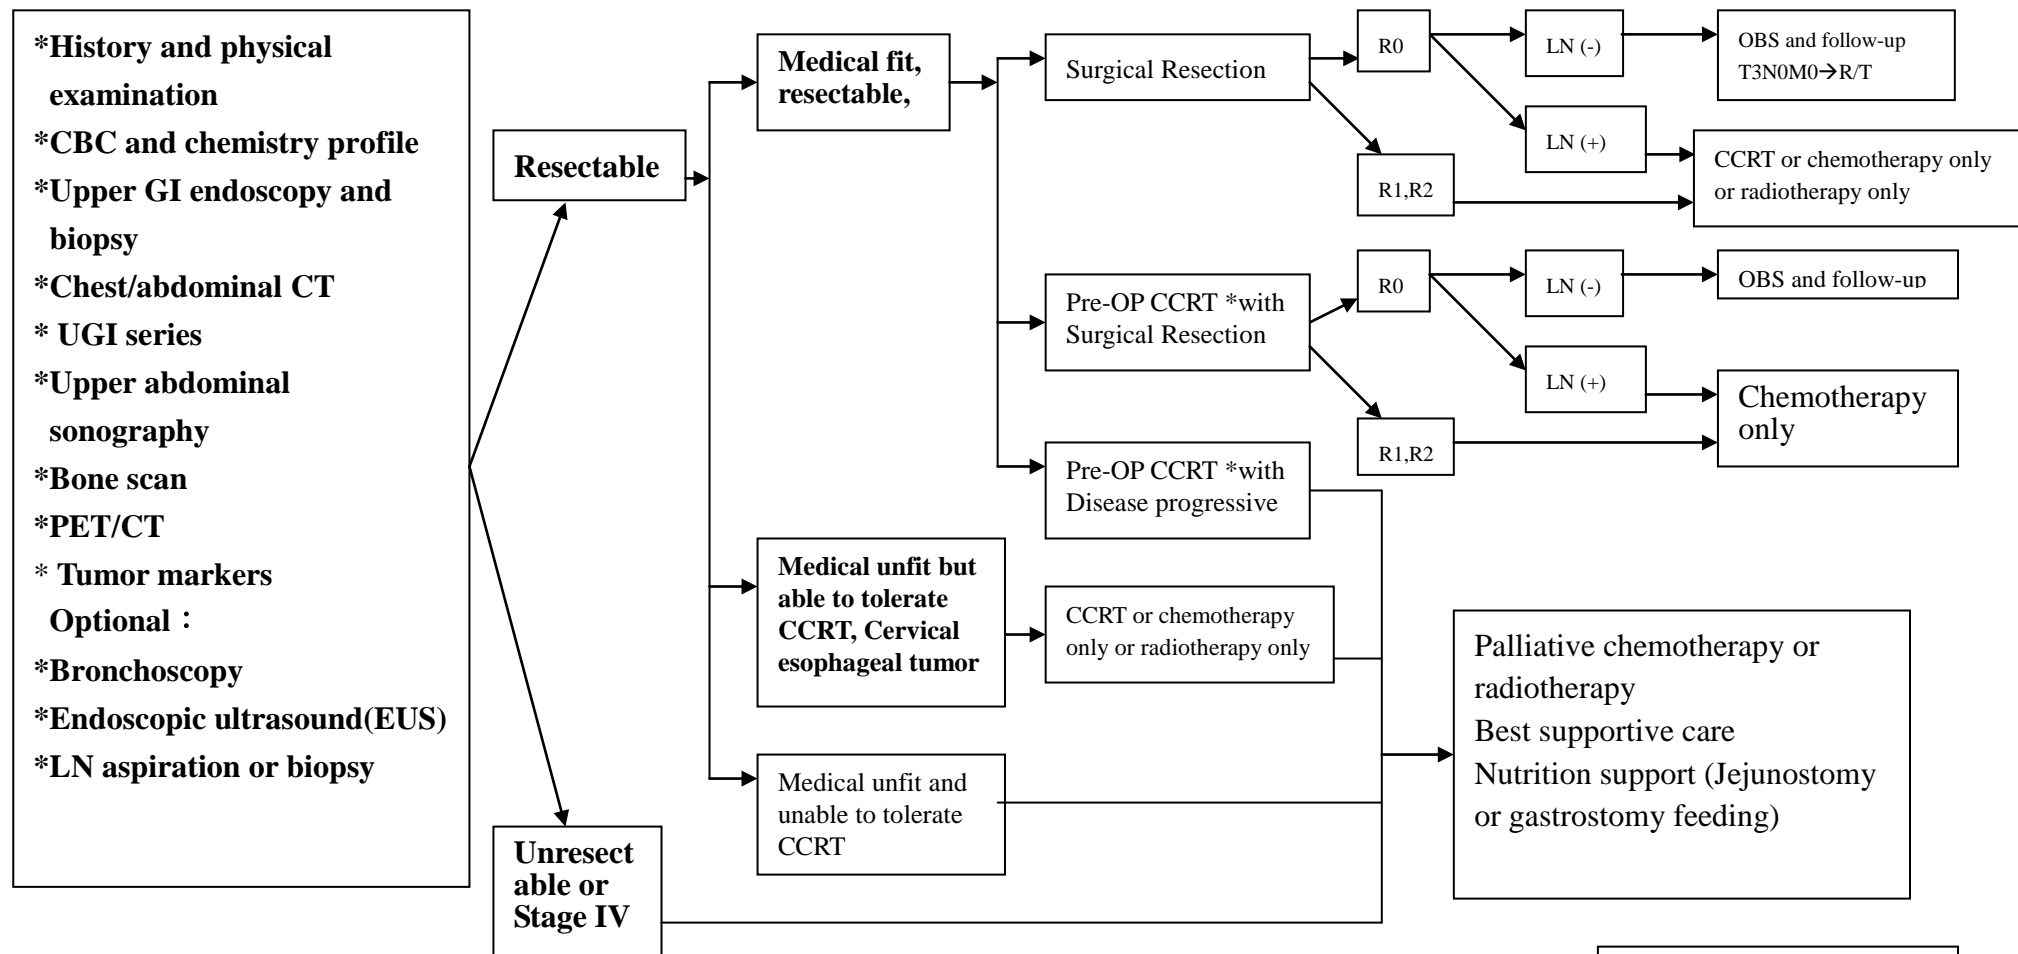 *History and physical
examination
*CBC and chemistry profile
*Upper GI endoscopy and
biopsy
*Chest/abdominal CT
* UGI series
*Upper abdominal
sonography
*Bone scan
*PET/CT
* Tumor markers
Optional：
*Bronchoscopy
*Endoscopic ultrasound(EUS)
*LN aspiration or biopsy
Resectable
Unresect
able or
Stage IV
Medical fit,
resectable,
Medical unfit but
able to tolerate
CCRT, Cervical
esophageal tumor
Medical unfit and
unable to tolerate
CCRT
Surgical Resection
Pre-OP CCRT *with
Surgical Resection
Pre-OP CCRT *with
Disease progressive
CCRT or chemotherapy
only or radiotherapy only
R0
R1,R2
LN (-)
LN (+)
OBS and follow-up
T3N0M0→R/T
CCRT or chemotherapy only
or radiotherapy only
R0
R1,R2
LN (-)
LN (+)
OBS and follow-up
Chemotherapy
only
Palliative chemotherapy or
radiotherapy
Best supportive care
Nutrition support (Jejunostomy
or gastrostomy feeding)